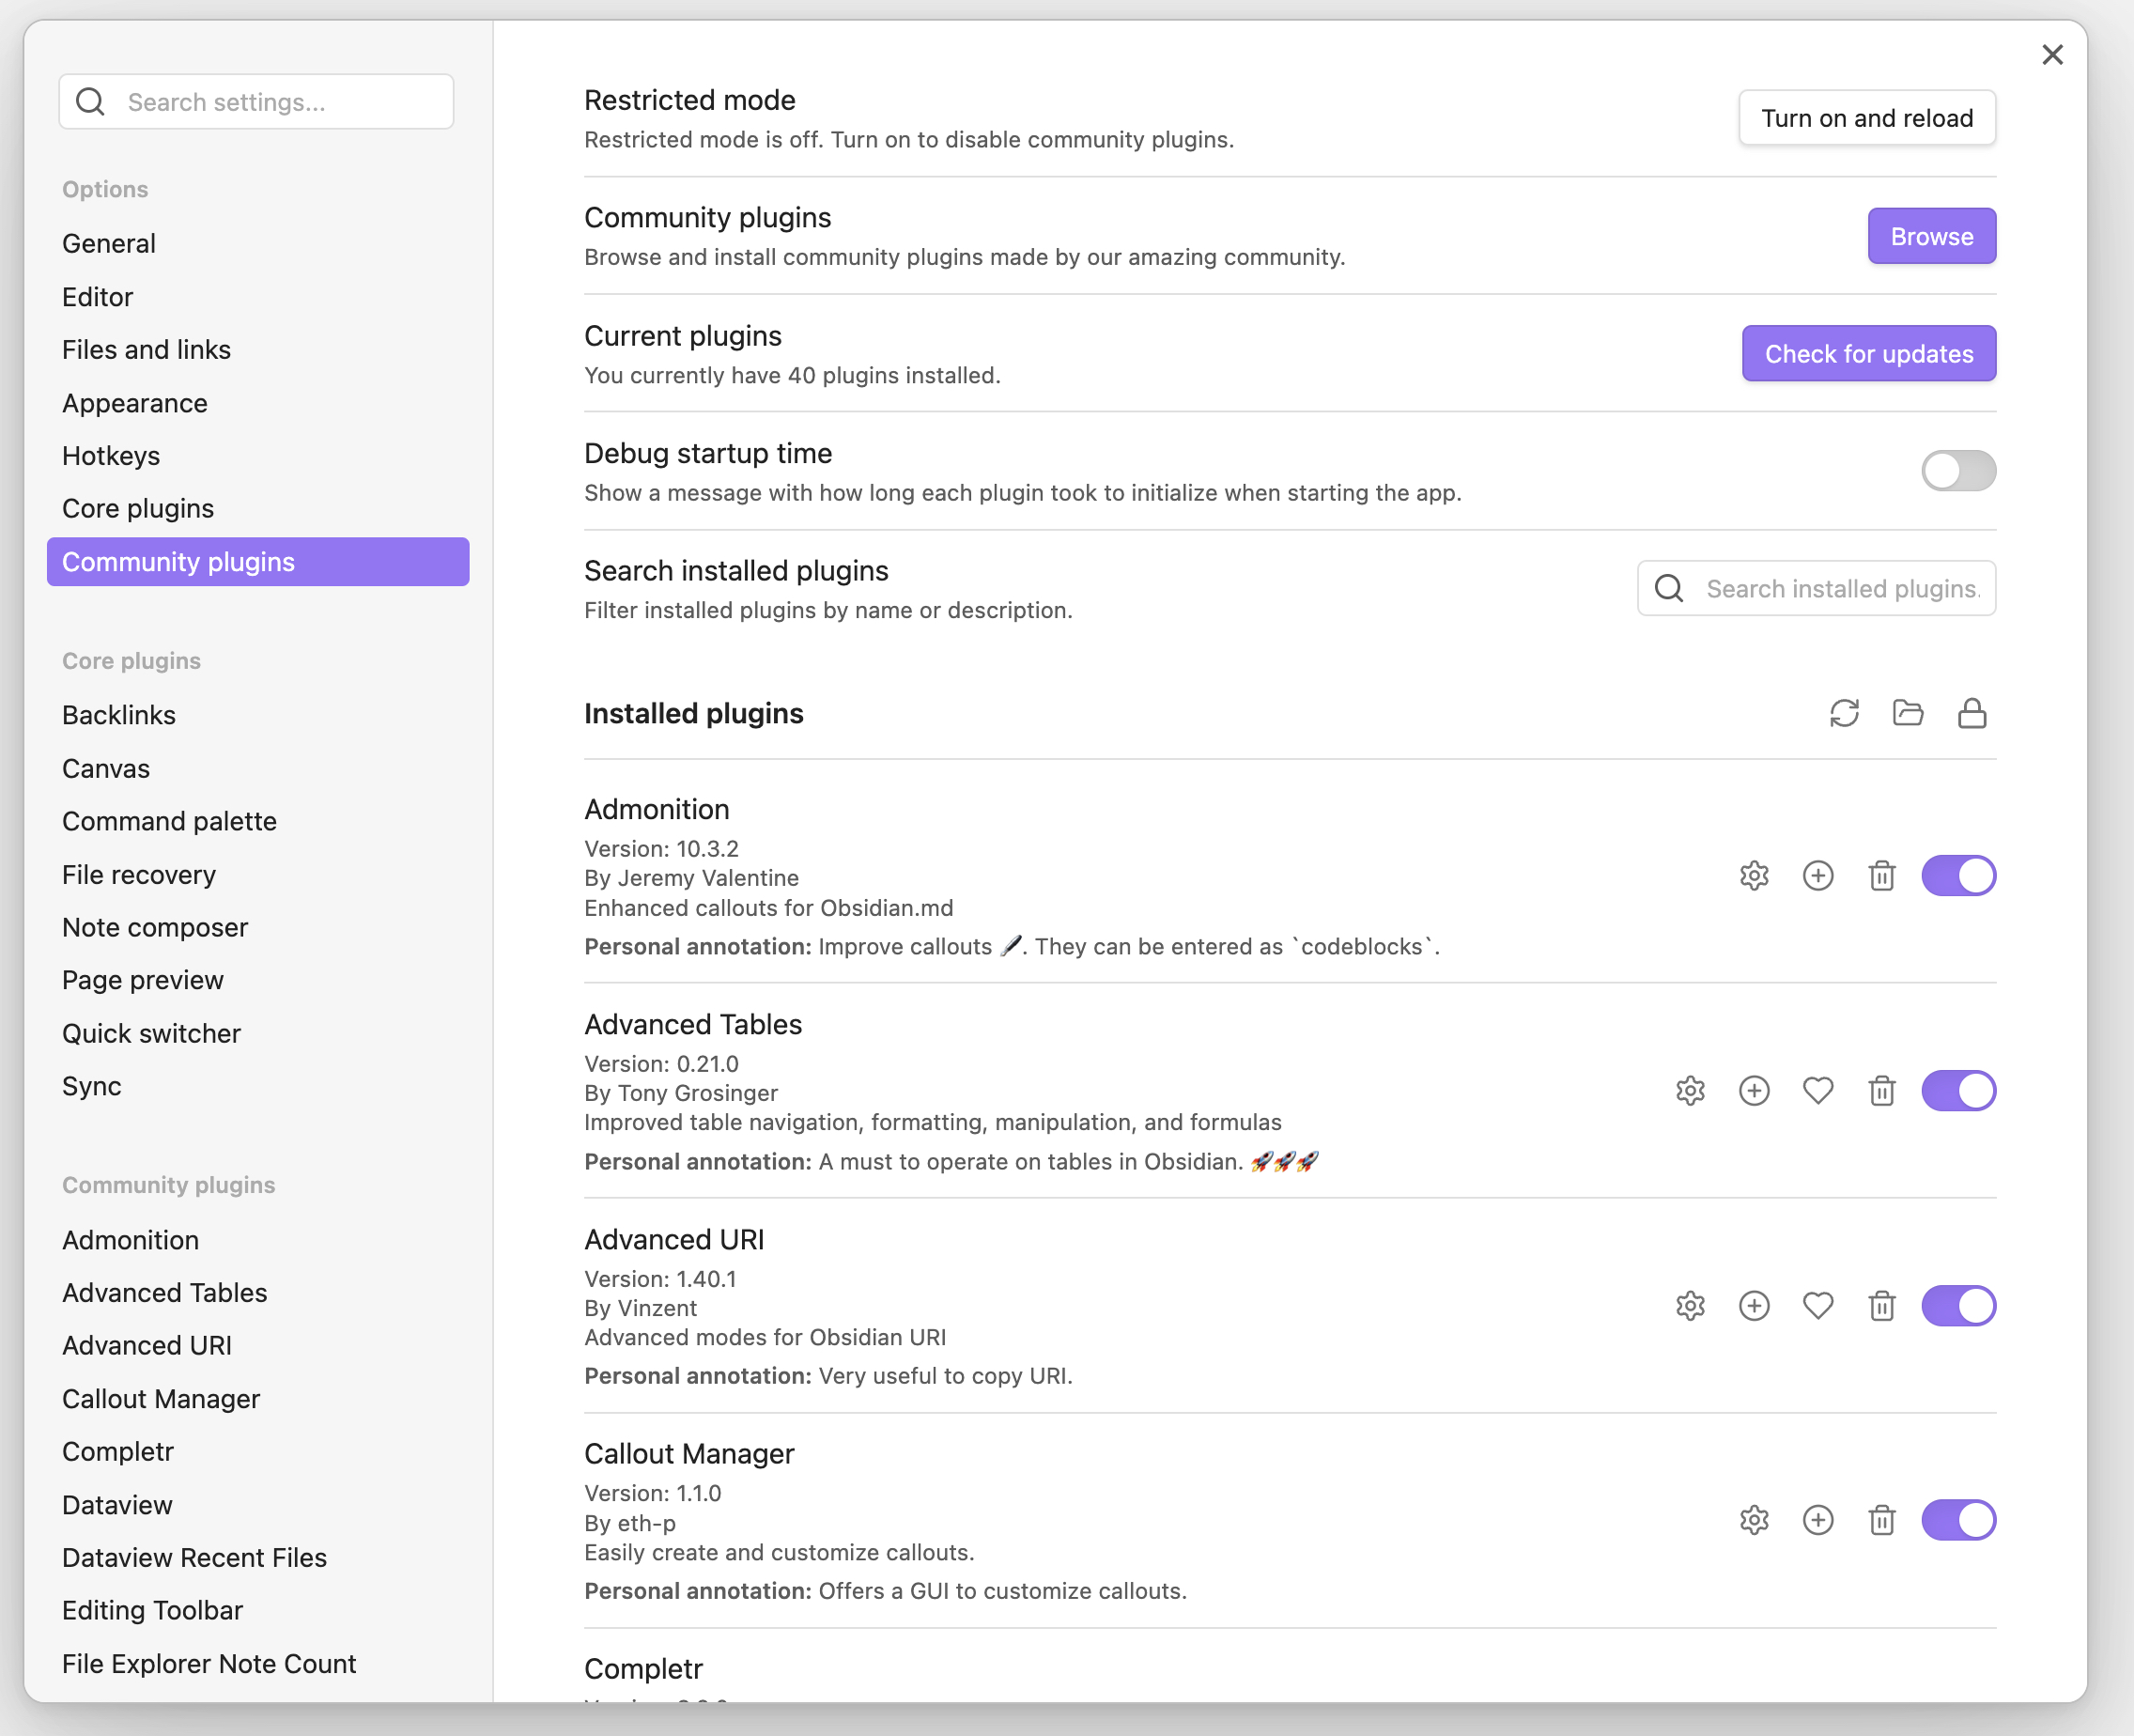 Search settings...
Options
General
Editor
Files and links
Appearance
Hotkeys
Core plugins
Community plugins
Core plugins
Backlinks
Canvas
Command palette
File recovery
Note composer
Page preview
Quick switcher
Sync
Community plugins
Admonition
Advanced Tables
Advanced URI
Callout Manager
Completr
Dataview
Dataview Recent Files
Editing Toolbar
File Explorer Note Count
Restricted mode
Restricted mode is off. Turn on to disable community plugins.
Turn on and reload
Community plugins
Browse and install community plugins made by our amazing community.
Browse
Current plugins
You currently have 40 plugins installed.
Check for updates
Debug startup time
Show a message with how long each plugin took to initialize when starting the app.
Search installed plugins
Filter installed plugins by name or description.
Search installed plugins.
Installed plugins
Admonition
Version: 10.3.2
By Jeremy Valentine
Enhanced callouts for Obsidian.md
Personal annotation: Improve callouts 🖋. They can be entered as `codeblocks`.
Advanced Tables
Version: 0.21.0
By Tony Grosinger
Improved table navigation, formatting, manipulation, and formulas
Personal annotation: A must to operate on tables in Obsidian. 🚀🚀🚀
Advanced URI
Version: 1.40.1
By Vinzent
Advanced modes for Obsidian URI
Personal annotation: Very useful to copy URI.
Callout Manager
Version: 1.1.0
By eth-p
Easily create and customize callouts.
Personal annotation: Offers a GUI to customize callouts.
Completr